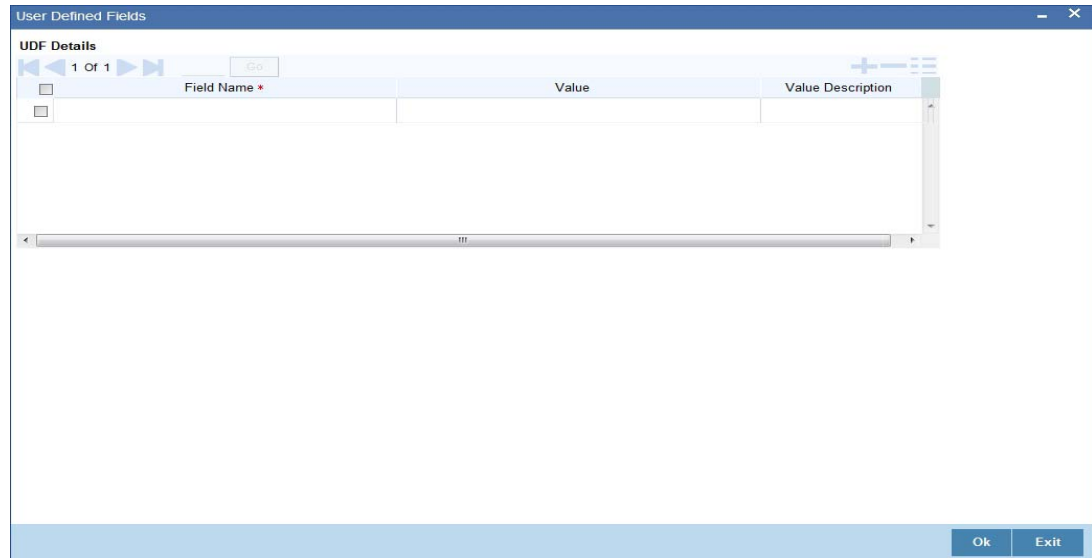 User Defined Fields
UDF Details
1 Of 1 Go
Field Name * Value Value Description
Ok Exit